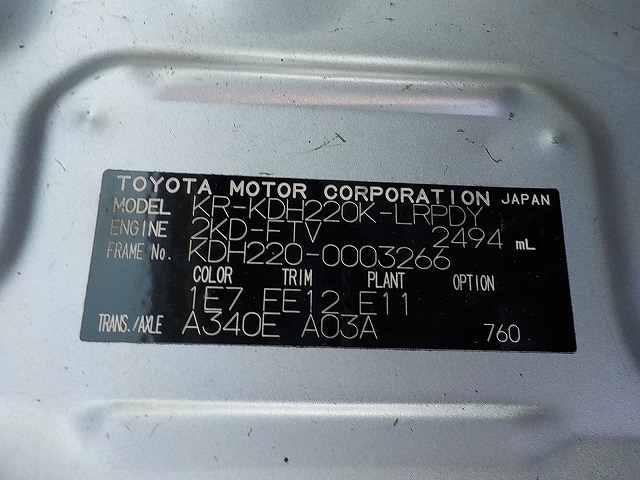 TOYOTA MOTOR CORPORATION JAPAN
MODEL KR-KDH220K-LRPDY
ENGINE 2KD-FTV 2494 mL
FRAME No. KDH220-0003266
COLOR TRIM PLANT OPTION
1E7 FE12 E11
TRANS./AXLE A340E A03A 760